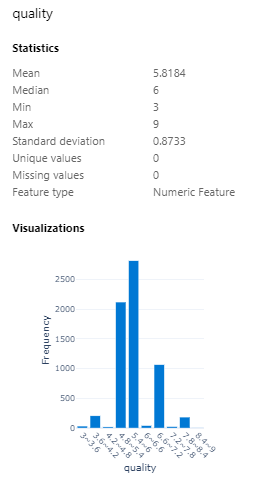 quality
Statistics
Mean 5.8184
Median 6
Min 3
Max 9
Standard deviation 0.8733
Unique values 0
Missing values 0
Feature type Numeric Feature
Visualizations
2500
2000
1500
1000
500
0
Frequency
3~3.6
3.6~4.2
4.2~4.8
4.8~5.4
5.4~6
6~6.6
6.6~7.2
7.2~7.8
7.8~8.4
8.4~9
quality